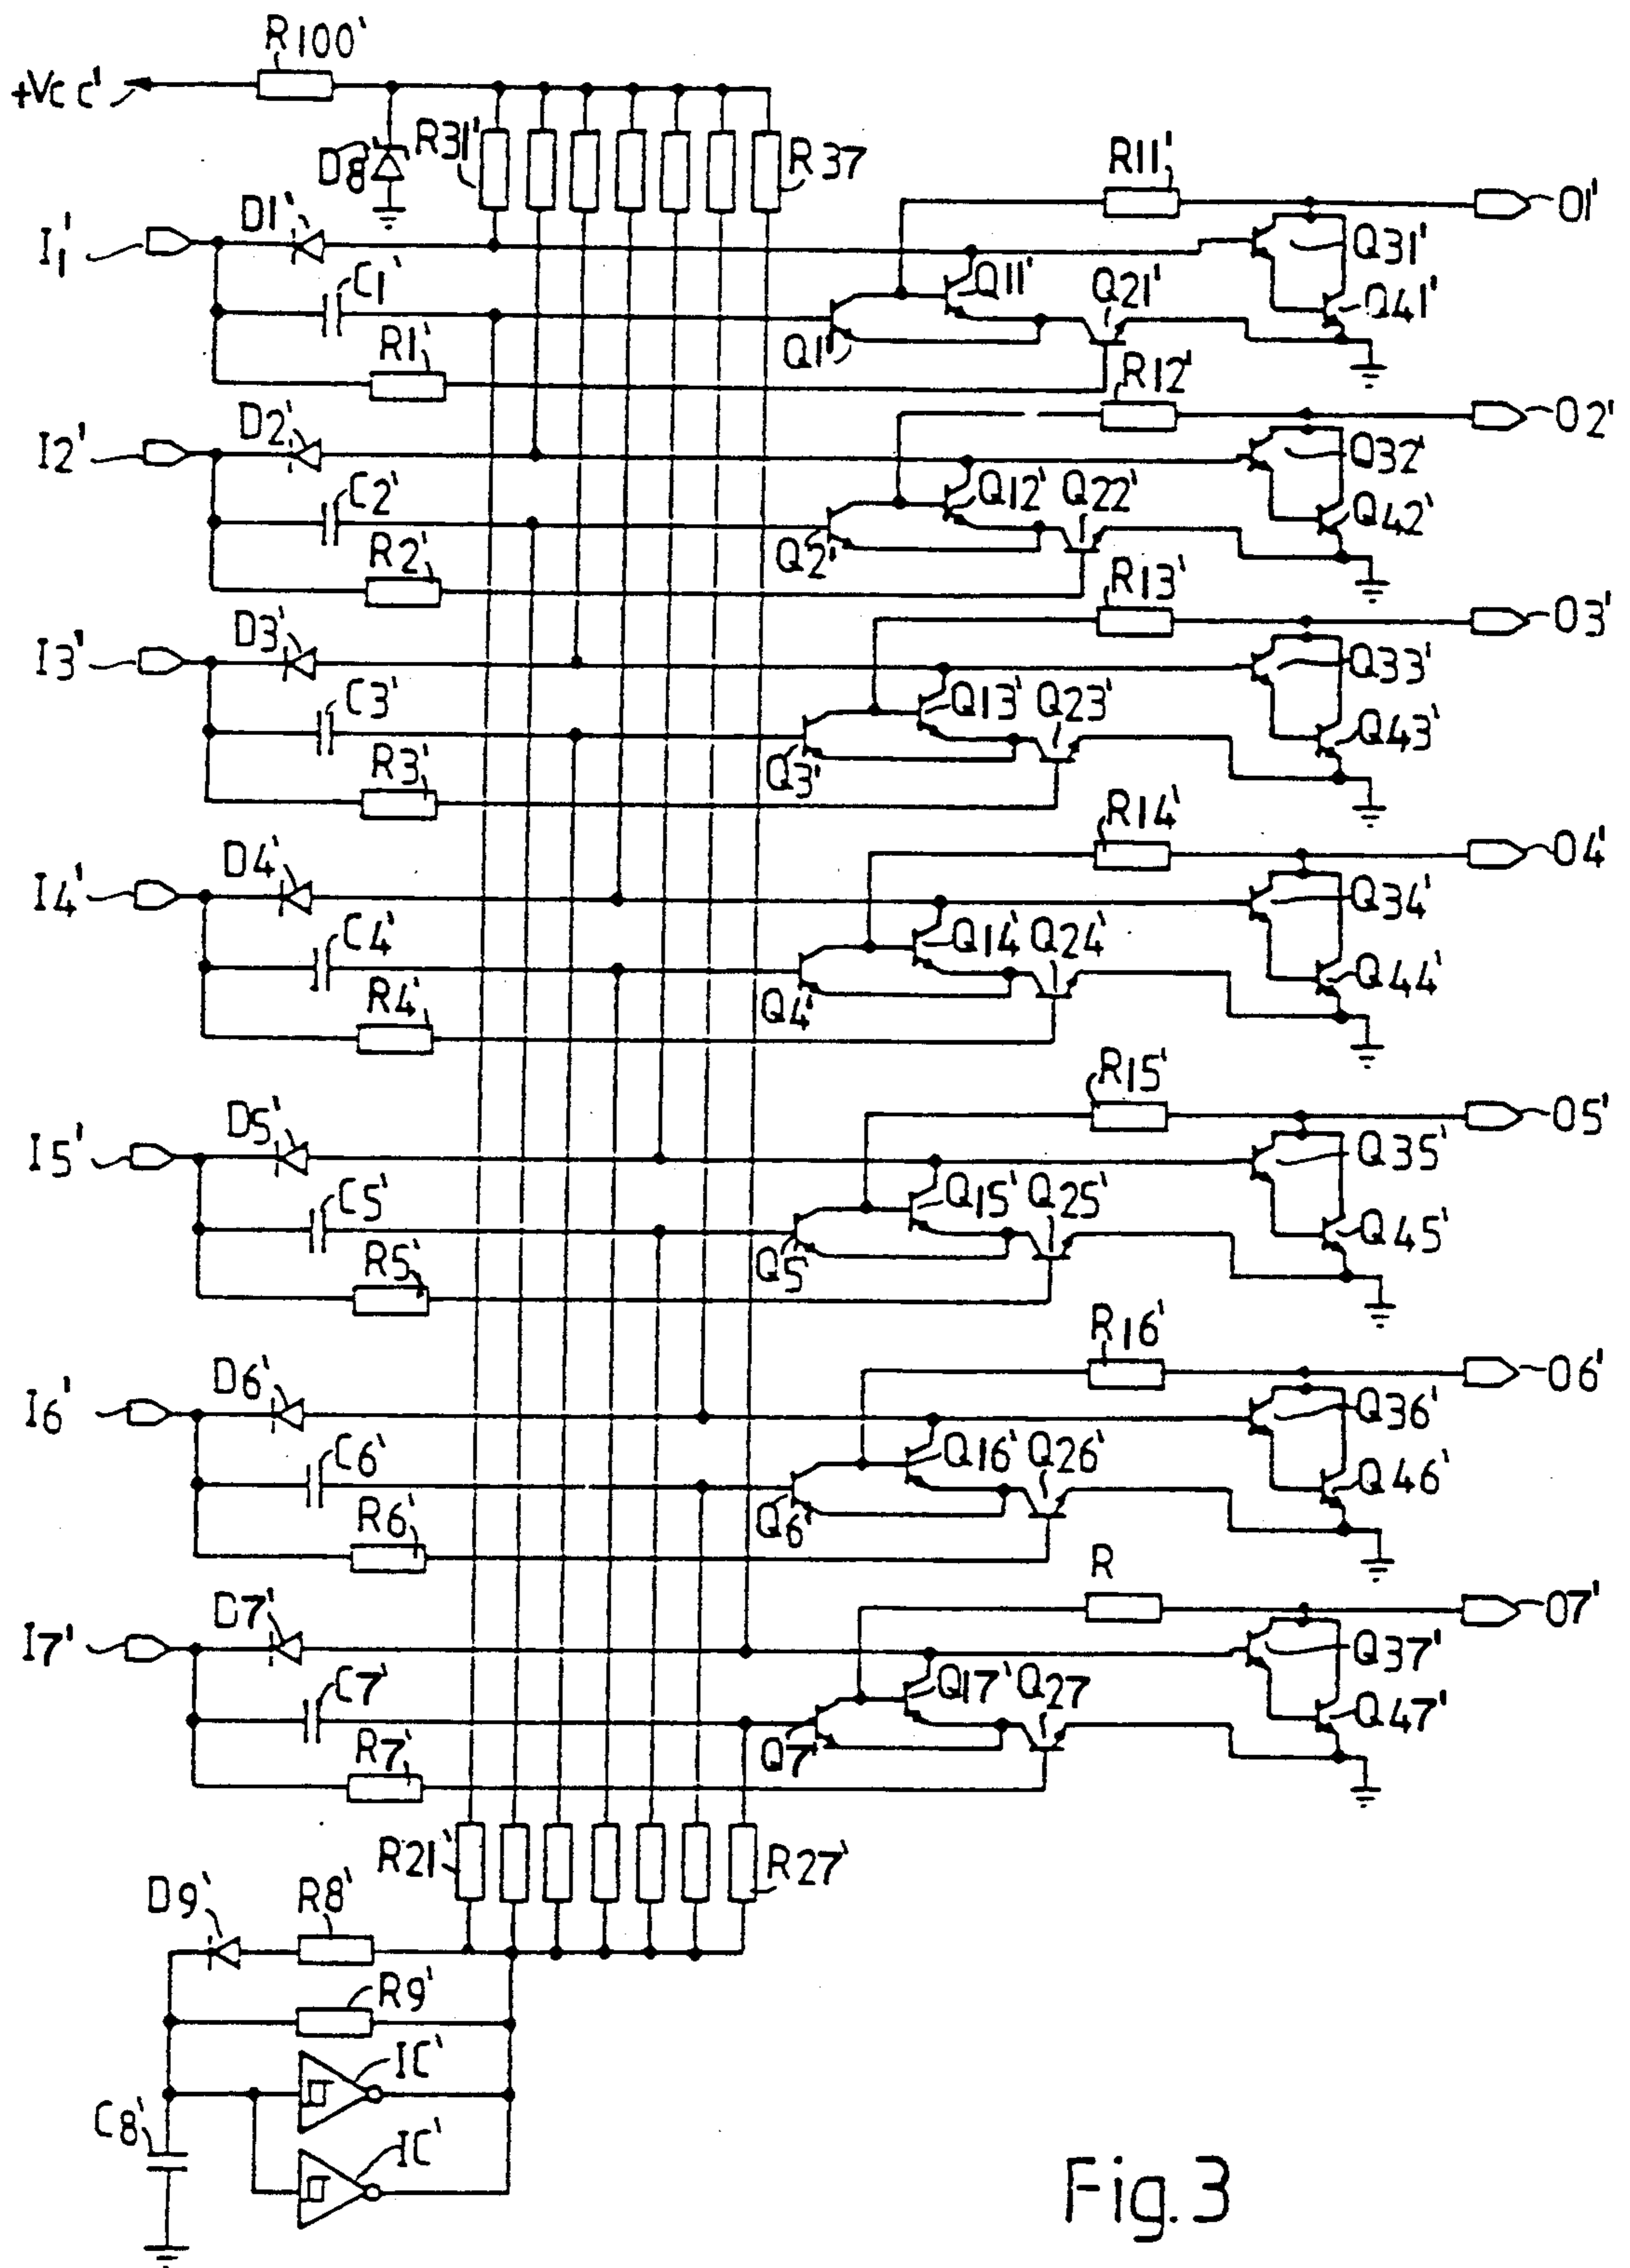 R100'
+Vcc'
D8' R31' R37
R11' O1'
I1' D1' Q31'
C1' Q11' Q21' Q41'
R1' Q1' R12'
I2' D2' O2'
C2' Q12' Q22' Q32'
R2' Q2' Q42'
R13' O3'
I3' D3' Q33'
C3' Q13' Q23' Q43'
R3' Q3'
R14' O4'
I4' D4' Q34'
C4' Q14' Q24' Q44'
R4' Q4'
R15' O5'
I5' D5' Q35'
C5' Q15' Q25' Q45'
R5' Q5'
R16' O6'
I6' D6' Q36'
C6' Q16' Q26' Q46'
R6' Q6'
R O7'
I7' D7' Q37'
C7' Q17' Q27 Q47'
R7' Q7'
R21' R27'
D9' R8'
R9'
IC'
C8' IC'
Fig.3